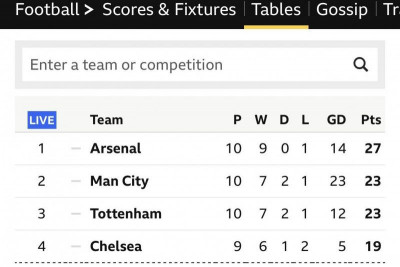 Football > Scores & Fixtures Tables Gossip
Enter a team or competition
LIVE Team P W D L GD Pts
1 Arsenal 10 9 0 1 14 27
2 Man City 10 7 2 1 23 23
3 Tottenham 10 7 2 1 12 23
4 Chelsea 9 6 1 2 5 19